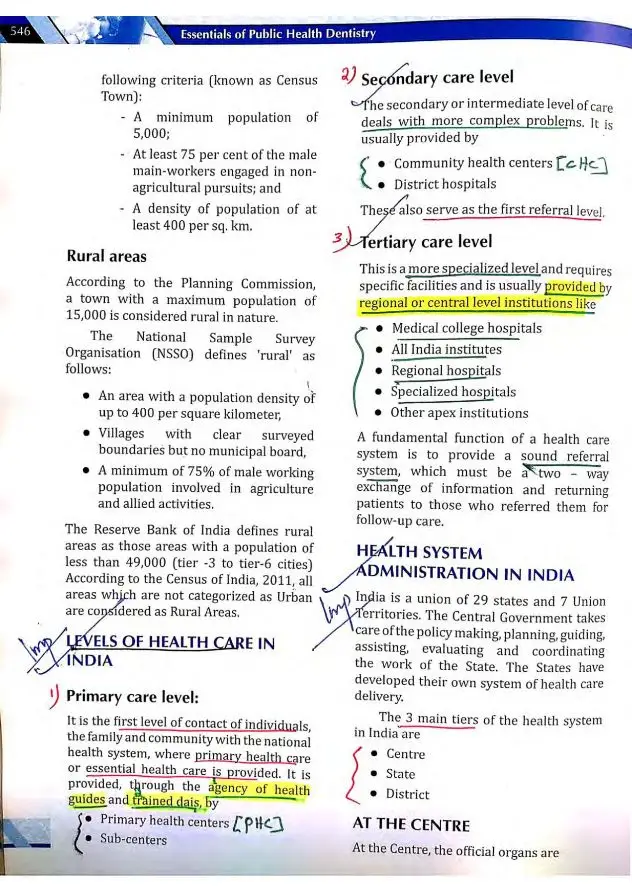 546
Essentials of Public Health Dentistry
following criteria (known as Census
Town):
- A minimum population of
5,000;
- At least 75 per cent of the male
main-workers engaged in non-
agricultural pursuits; and
- A density of population of at
least 400 per sq. km.
Rural areas
According to the Planning Commission,
a town with a maximum population of
15,000 is considered rural in nature.
The National Sample Survey
Organisation (NSSO) defines 'rural' as
follows:
• An area with a population density of
up to 400 per square kilometer,
• Villages with clear surveyed
boundaries but no municipal board,
• A minimum of 75% of male working
population involved in agriculture
and allied activities.
The Reserve Bank of India defines rural
areas as those areas with a population of
less than 49,000 (tier -3 to tier-6 cities)
According to the Census of India, 2011, all
areas which are not categorized as Urban
are considered as Rural Areas.
Imp
LEVELS OF HEALTH CARE IN
INDIA
1) Primary care level:
It is the first level of contact of individuals,
the family and community with the national
health system, where primary health care
or essential health care is provided. It is
provided, through the agency of health
guides and trained dais, by
• Primary health centers [PHC]
• Sub-centers
2) Secondary care level
The secondary or intermediate level of care
deals with more complex problems. It is
usually provided by
• Community health centers [CHC]
• District hospitals
These also serve as the first referral level.
3) Tertiary care level
This is a more specialized level and requires
specific facilities and is usually provided by
regional or central level institutions like
• Medical college hospitals
• All India institutes
• Regional hospitals
• Specialized hospitals
• Other apex institutions
A fundamental function of a health care
system is to provide a sound referral
system, which must be a two – way
exchange of information and returning
patients to those who referred them for
follow-up care.
HEALTH SYSTEM
ADMINISTRATION IN INDIA
Imp
India is a union of 29 states and 7 Union
Territories. The Central Government takes
care of the policy making, planning, guiding,
assisting, evaluating and coordinating
the work of the State. The States have
developed their own system of health care
delivery.
The 3 main tiers of the health system
in India are
• Centre
• State
• District
AT THE CENTRE
At the Centre, the official organs are